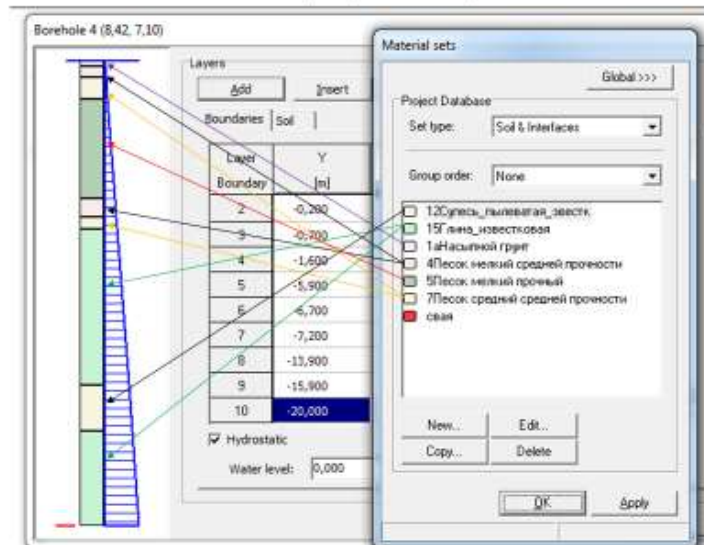 Borehole 4 (8,42, 7,10)
Layers
Add
Insert
Boundaries
Soil
Layer
Boundary
Y
[m]
2
-0,200
3
-0,700
4
-1,600
5
-5,900
6
-6,700
7
-7,200
8
-13,900
9
-15,900
10
-20,000
Hydrostatic
Water level:
0,000
Material sets
Global >>>
Project Database
Set type:
Soil & Interfaces
Group order:
None
12Супесь_пылеватая_звестк
15Глина_известковая
1аНасыпной грунт
4Песок мелкий средней прочности
5Песок мелкий прочный
7Песок средний средней прочности
свая
New...
Edit...
Copy...
Delete
OK
Apply